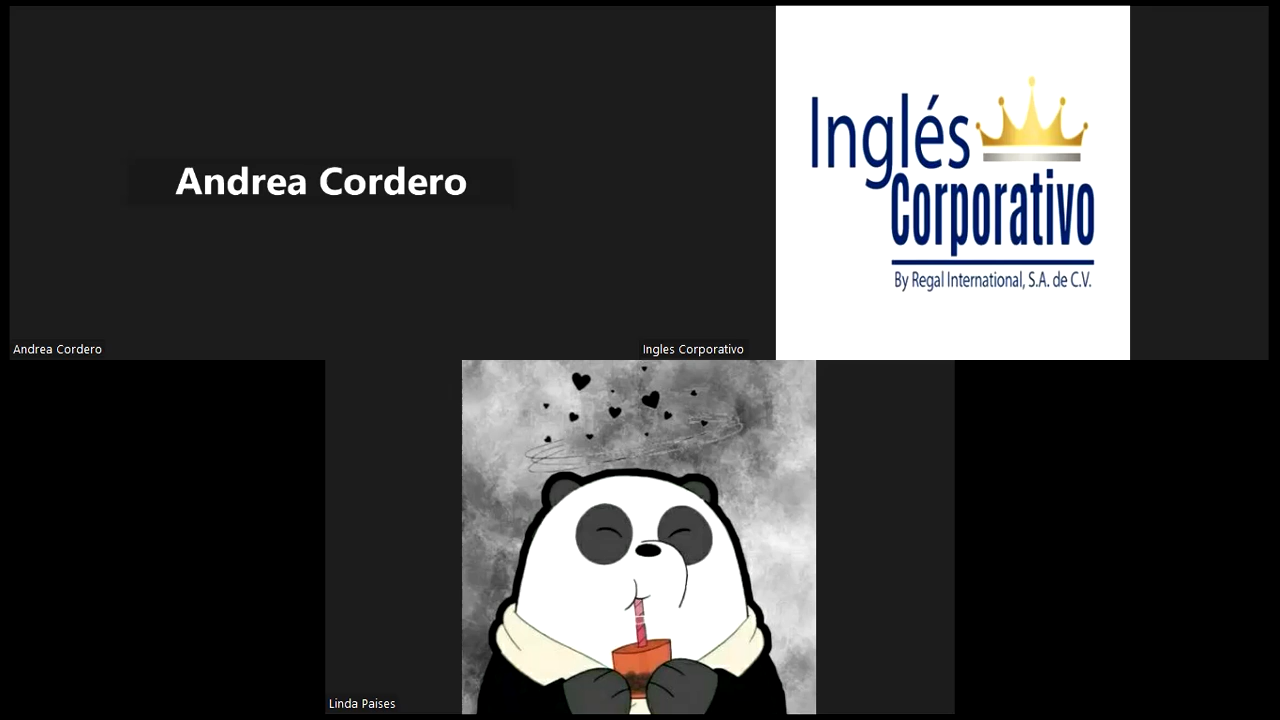 Andrea Cordero
Andrea Cordero
Inglés
Corporativo
By Regal International, S.A. de C.V.
Ingles Corporativo
Linda Paises